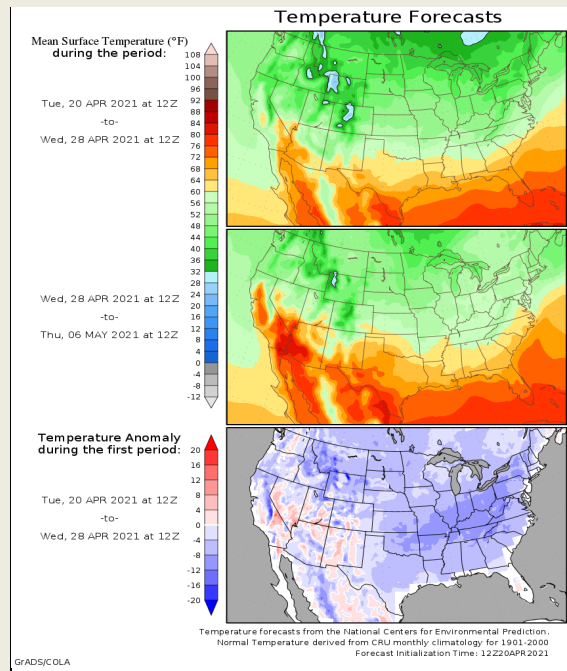 Temperature Forecasts
Mean Surface Temperature (°F)
during the period:
108
104
100
96
92
88
84
80
76
72
68
64
60
56
52
48
44
40
36
32
28
24
20
16
12
8
4
0
-4
-8
-12
Tue, 20 APR 2021 at 12Z
-to-
Wed, 28 APR 2021 at 12Z
Wed, 28 APR 2021 at 12Z
-to-
Thu, 06 MAY 2021 at 12Z
Temperature Anomaly
during the first period:
20
16
12
8
4
0
-4
-8
-12
-16
-20
Tue, 20 APR 2021 at 12Z
-to-
Wed, 28 APR 2021 at 12Z
Temperature forecasts from the National Centers for Environmental Prediction.
Normal Temperature derived from CRU monthly climatology for 1901-2000
Forecast Initialization Time: 12Z20APR2021
GrADS/COLA